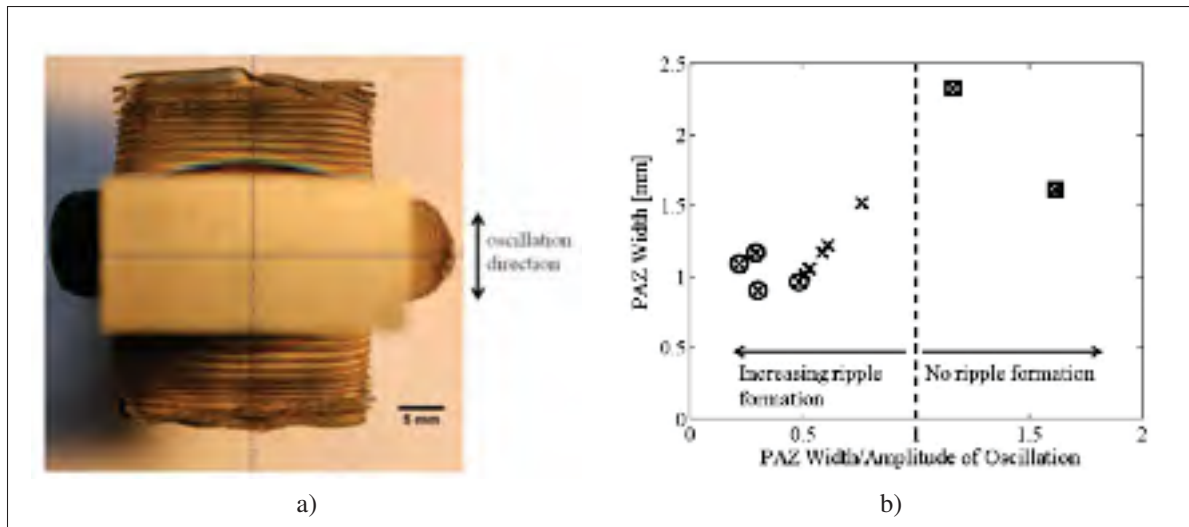 oscillation
direction
5 mm
a)
PAZ Width [mm]
2.5
2
1.5
1
0.5
0
Increasing ripple
formation
No ripple formation
0
0.5
1
1.5
2
PAZ Width/Amplitude of Oscillation
b)